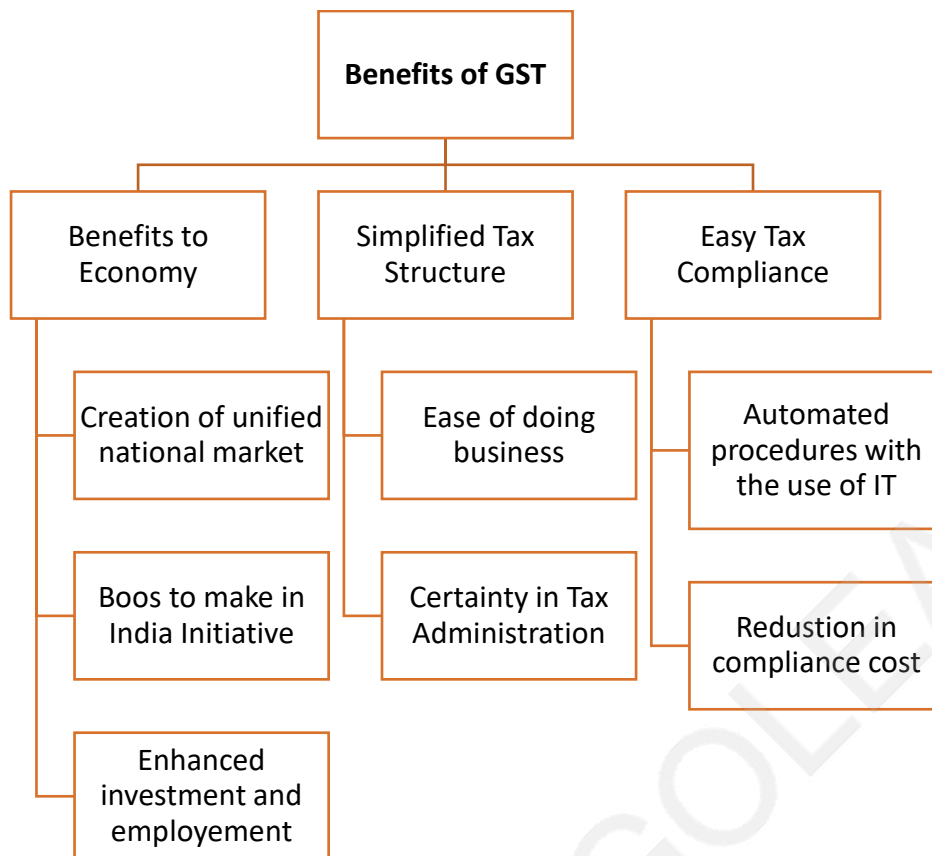 Benefits of GST
Benefits to
Economy
Creation of unified
national market
Boos to make in
India Initiative
Enhanced
investment and
employement
Simplified Tax
Structure
Ease of doing
business
Certainty in Tax
Administration
Easy Tax
Compliance
Automated
procedures with
the use of IT
Redustion in
compliance cost